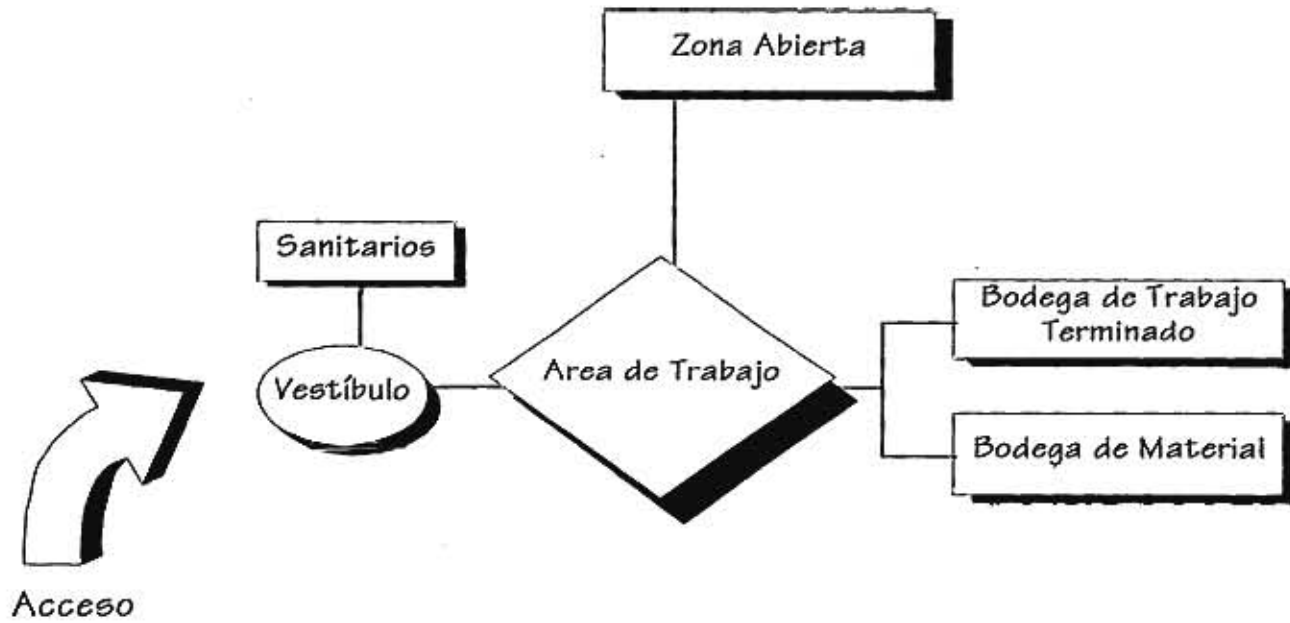 Zona Abierta
Sanitarios
Bodega de Trabajo
Terminado
Area de Trabajo
Vestíbulo
Bodega de Material
Acceso